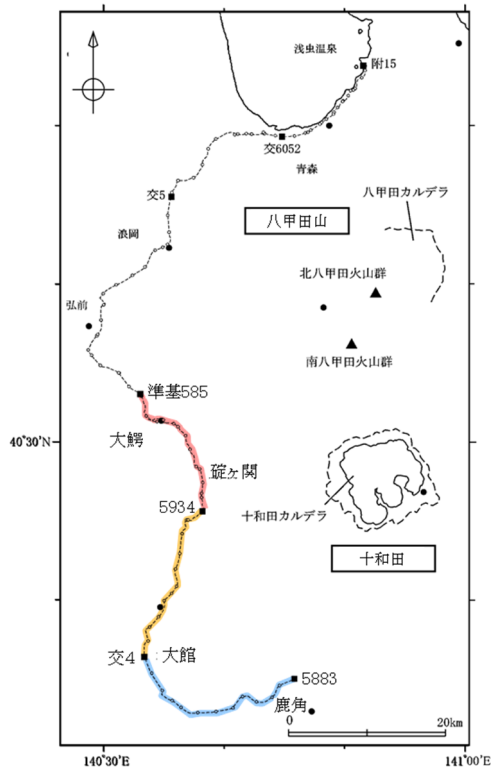 浅虫温泉
附15
交6052
青森
交5
八甲田カルデラ
八甲田山
浪岡
北八甲田火山群
弘前
南八甲田火山群
準基585
40°30'
大鰐
碇ヶ関
5934
十和田カルデラ
十和田
交4
大館
5883
鹿角
0
20km
140°30'E
141°00'E